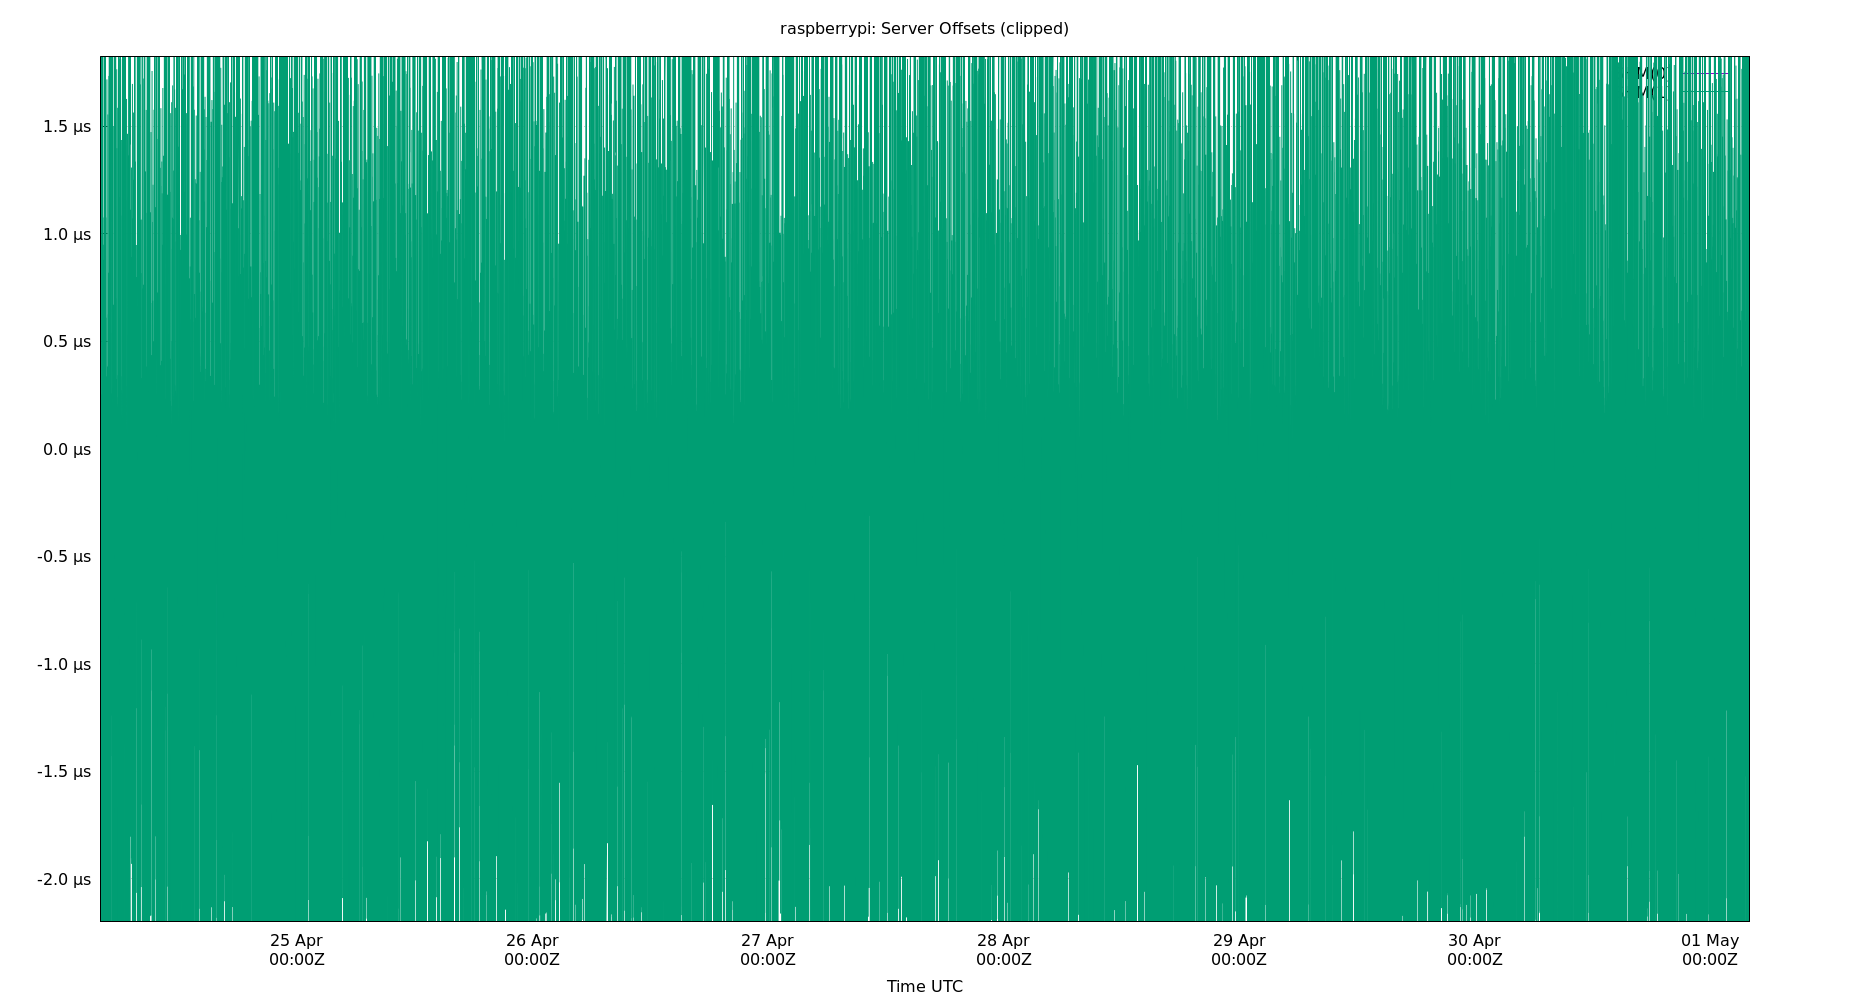 raspberrypi: Server Offsets (clipped)
1.5 µs
1.0 µs
0.5 µs
0.0 µs
-0.5 µs
-1.0 µs
-1.5 µs
-2.0 µs
25 Apr 26 Apr 27 Apr 28 Apr 29 Apr 30 Apr 01 May
00:00Z 00:00Z 00:00Z 00:00Z 00:00Z 00:00Z 00:00Z
Time UTC